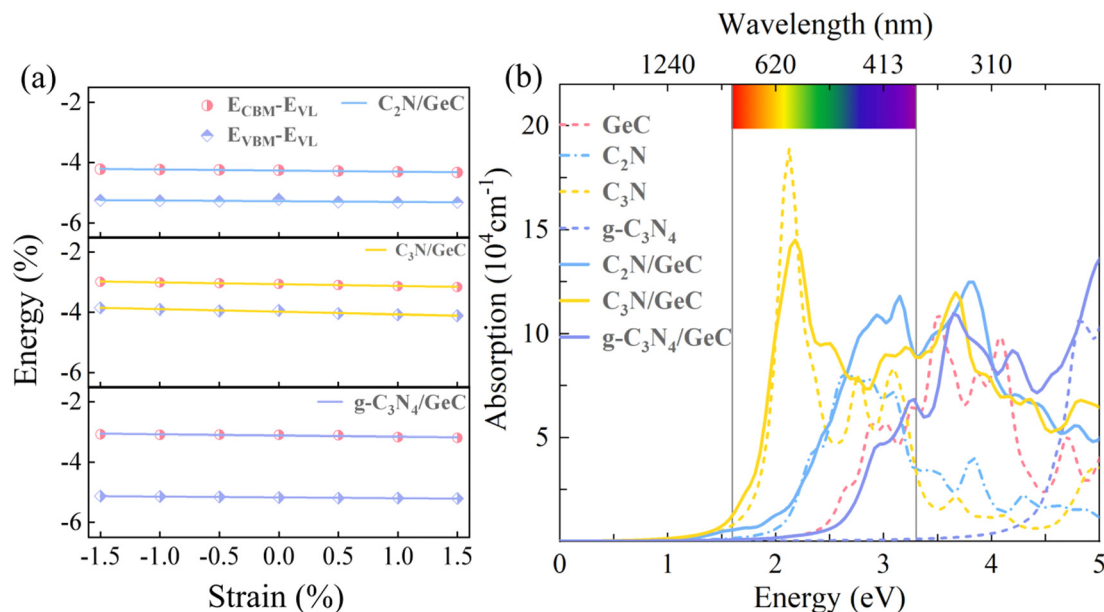 (a)
-2
E_CBM-E_VL
C₂N/GeC
E_VBM-E_VL
-4
-6
-2
C₃N/GeC
-4
-6
-2
g-C₃N₄/GeC
-4
-6
Energy (%)
-1.5 -1.0 -0.5 0.0 0.5 1.0 1.5
Strain (%)
Wavelength (nm)
1240 620 413 310
(b)
20
15
10
5
Absorption (10⁴cm⁻¹)
GeC
C₂N
C₃N
g-C₃N₄
C₂N/GeC
C₃N/GeC
g-C₃N₄/GeC
0 1 2 3 4 5
Energy (eV)